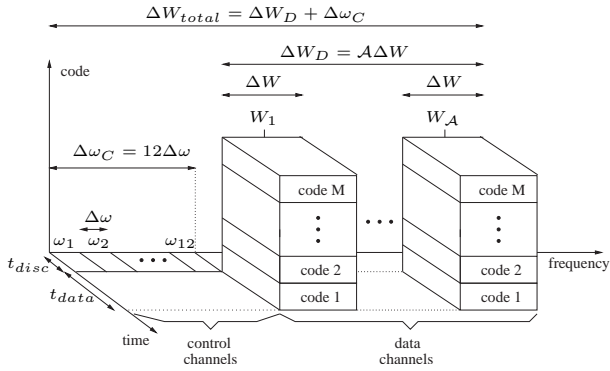 ΔW_total = ΔW_D + Δω_C
ΔW_D = 𝒜ΔW
code
ΔW
ΔW
W_1
W_𝒜
Δω_C = 12Δω
code M
code M
Δω
ω_1
ω_2
ω_12
code 2
code 2
frequency
t_disc
t_data
code 1
code 1
time
control
channels
data
channels